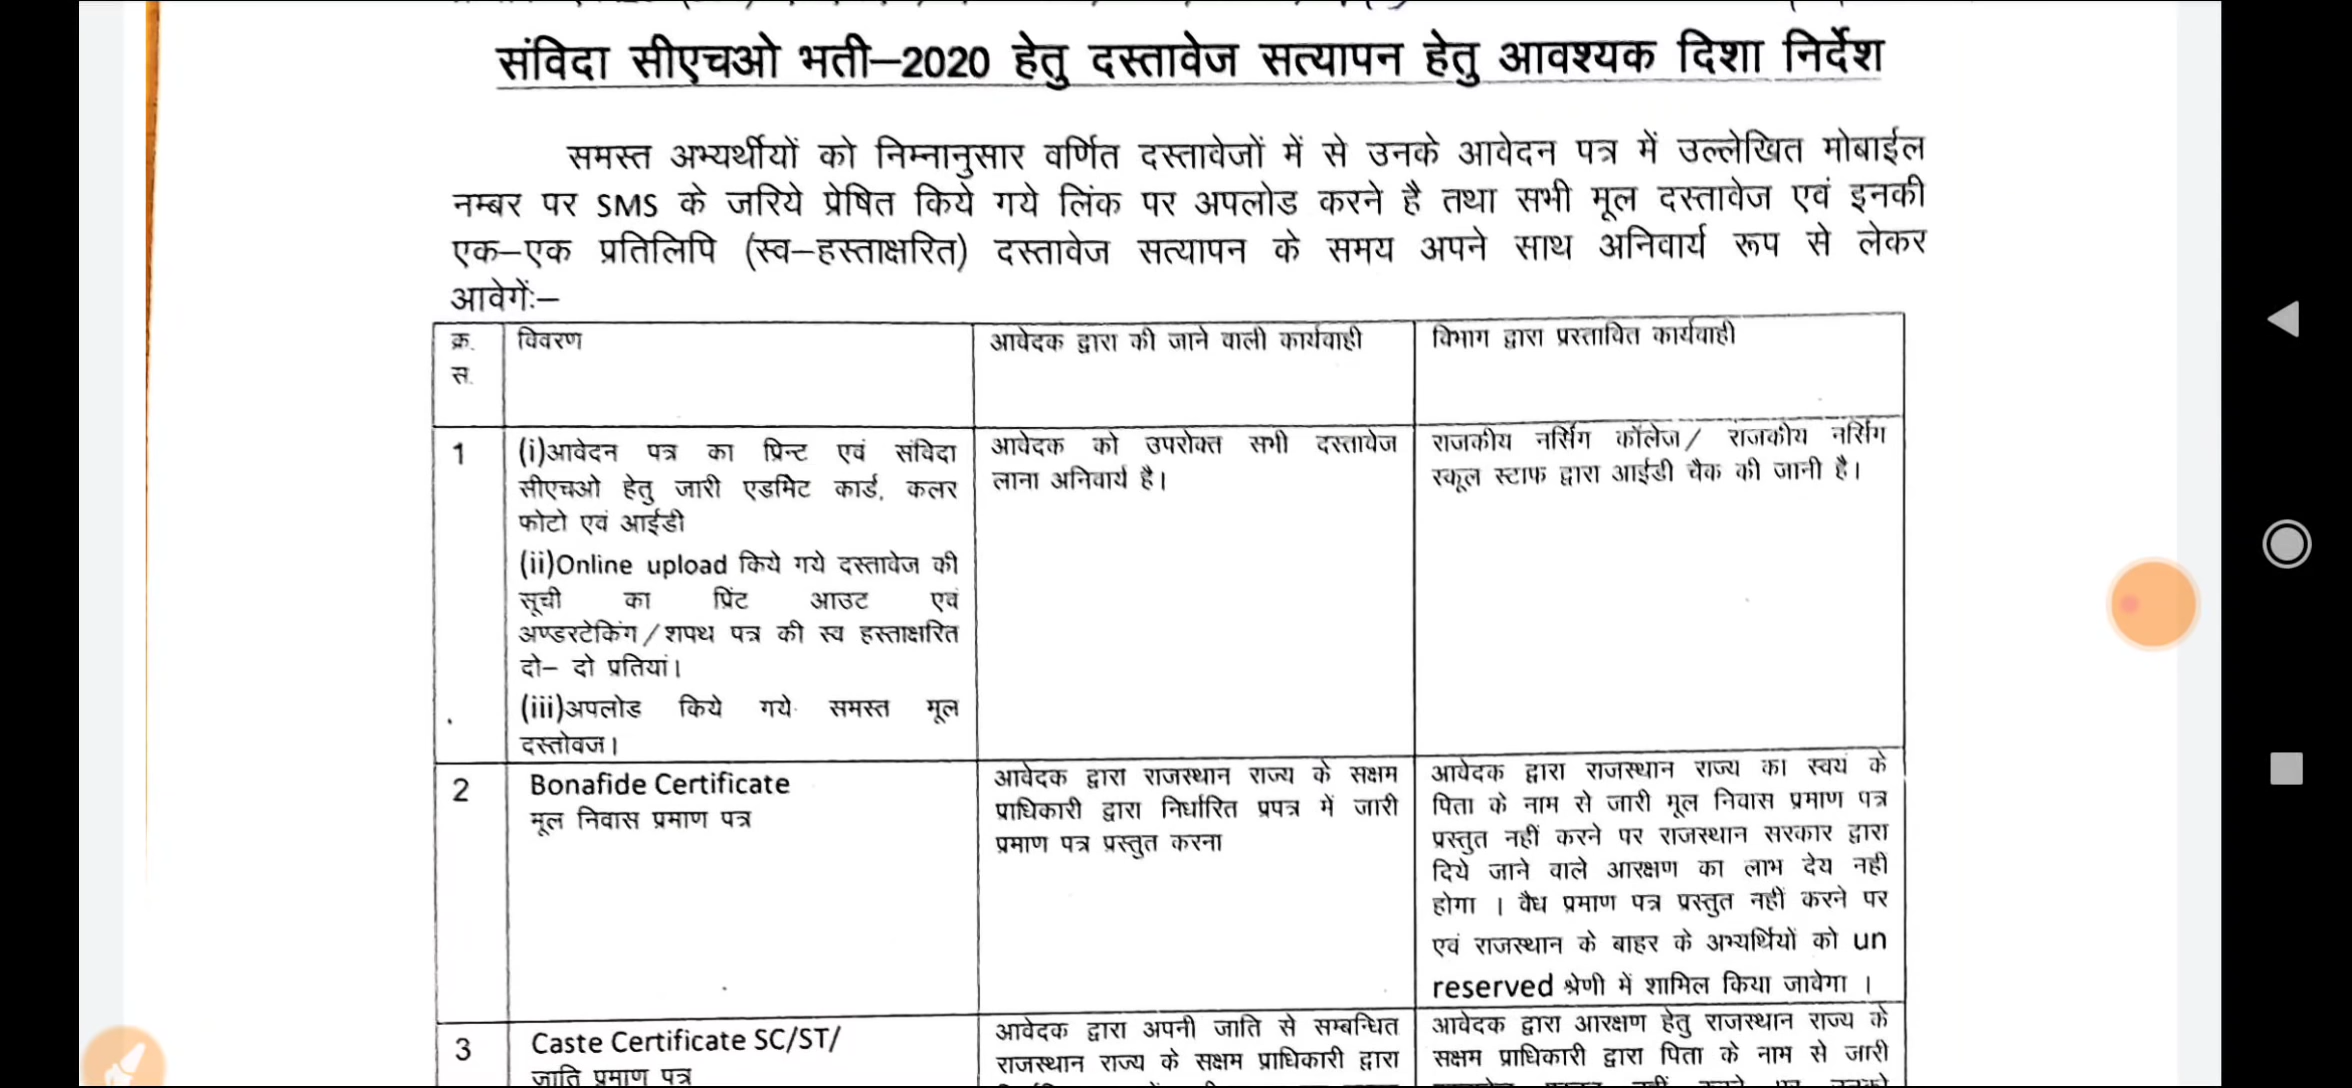 संविदा सीएचओ भर्ती–2020 हेतु दस्तावेज सत्यापन हेतु आवश्यक दिशा निर्देश
समस्त अभ्यर्थीयों को निम्नानुसार वर्णित दस्तावेजों में से उनके आवेदन पत्र में उल्लेखित मोबाईल
नम्बर पर SMS के जरिये प्रेषित किये गये लिंक पर अपलोड करने है तथा सभी मूल दस्तावेज एवं इनकी
एक–एक प्रतिलिपि (स्व–हस्ताक्षरित) दस्तावेज सत्यापन के समय अपने साथ अनिवार्य रूप से लेकर
आवेगें:–
क्र.
स.
विवरण
आवेदक द्वारा की जाने वाली कार्यवाही
विभाग द्वारा प्रस्तावित कार्यवाही
1
(i)आवेदन पत्र का प्रिन्ट एवं संविदा
सीएचओ हेतु जारी एडमिट कार्ड, कलर
फोटो एवं आईडी
(ii)Online upload किये गये दस्तावेज की
सूची का प्रिंट आउट एवं
अण्डरटेकिंग/शपथ पत्र की स्व हस्ताक्षरित
दो– दो प्रतियां।
(iii)अपलोड किये गये समस्त मूल
दस्तोवज।
आवेदक को उपरोक्त सभी दस्तावेज
लाना अनिवार्य है।
राजकीय नर्सिंग कॉलेज/ राजकीय नर्सिंग
स्कूल स्टाफ द्वारा आईडी चैक की जानी है।
2
Bonafide Certificate
मूल निवास प्रमाण पत्र
आवेदक द्वारा राजस्थान राज्य के सक्षम
प्राधिकारी द्वारा निर्धारित प्रपत्र में जारी
प्रमाण पत्र प्रस्तुत करना
आवेदक द्वारा राजस्थान राज्य का स्वयं के
पिता के नाम से जारी मूल निवास प्रमाण पत्र
प्रस्तुत नहीं करने पर राजस्थान सरकार द्वारा
दिये जाने वाले आरक्षण का लाभ देय नही
होगा । वैध प्रमाण पत्र प्रस्तुत नहीं करने पर
एवं राजस्थान के बाहर के अभ्यर्थियों को un
reserved श्रेणी में शामिल किया जावेगा ।
3
Caste Certificate SC/ST/
जाति प्रमाण पत्र
आवेदक द्वारा अपनी जाति से सम्बन्धित
राजस्थान राज्य के सक्षम प्राधिकारी द्वारा
आवेदक द्वारा आरक्षण हेतु राजस्थान राज्य के
सक्षम प्राधिकारी द्वारा पिता के नाम से जारी